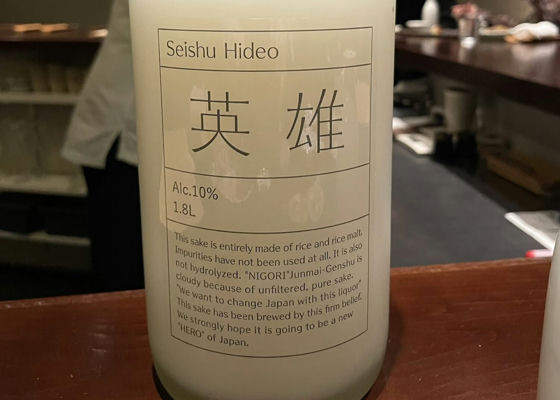 Seishu Hideo
英雄
Alc.10%
1.8L
This sake is entirely made of rice and rice malt.
Impurities have not been used at all. It is also
not hydrolyzed. "NIGORI"Junmai-Genshu is
cloudy because of unfiltered, pure sake.
"We want to change Japan with this liquor"
This sake has been brewed by this firm belief.
We strongly hope it is going to be a new
"HERO" of Japan.